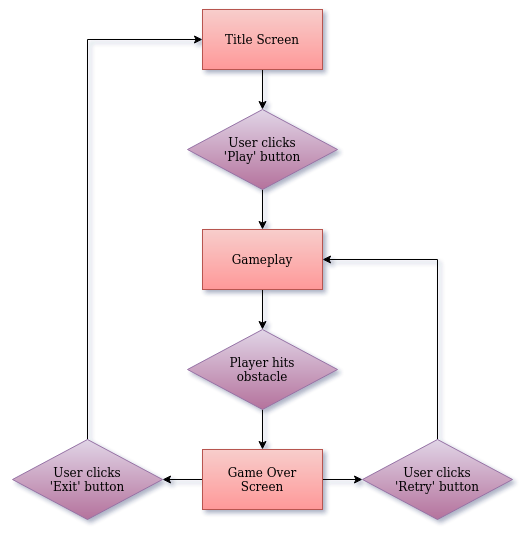 Title Screen
User clicks
'Play' button
Gameplay
Player hits
obstacle
User clicks
'Exit' button
Game Over
Screen
User clicks
'Retry' button